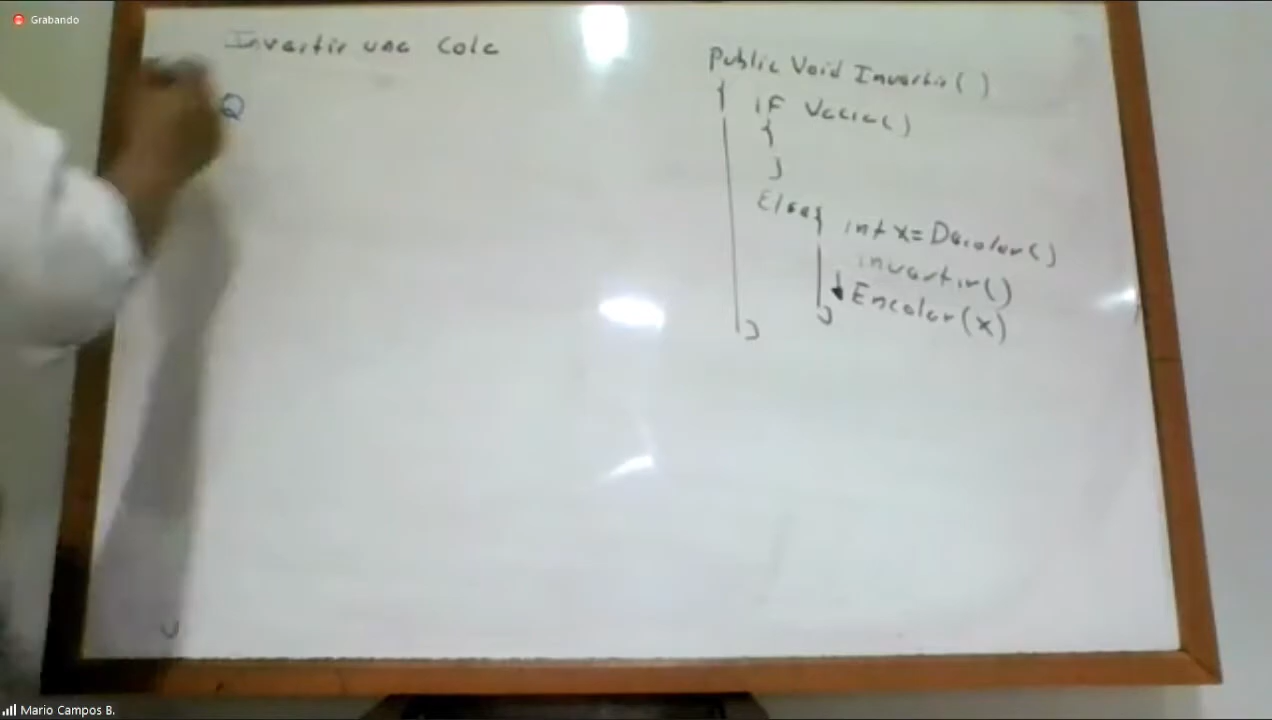 Grabando
Invertir una Cola
Q
Public Void Invertir()
{ if Vacia()
{
}
Else{ int x=Decolar()
invertir()
Encolar(x)
}
}
Mario Campos B.